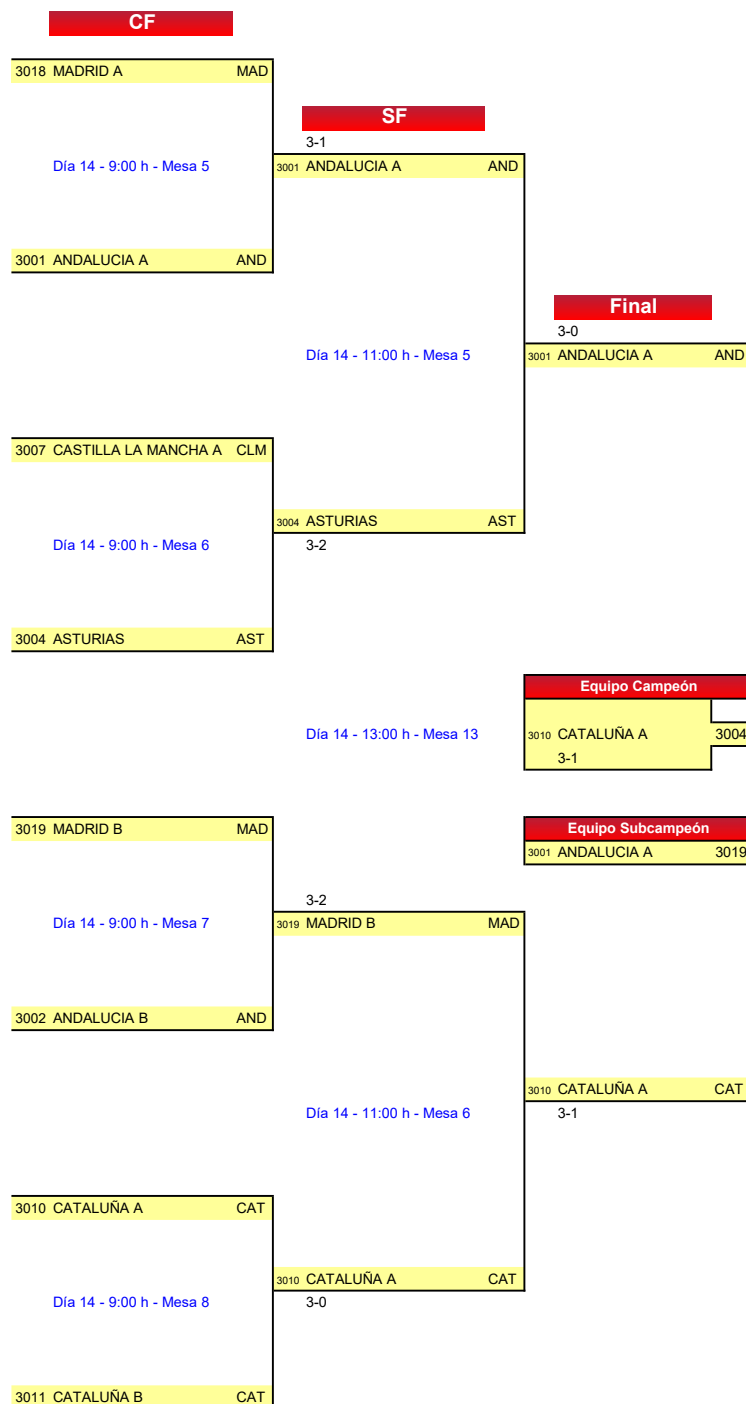 CF
3018 MADRID A MAD
SF
3-1
Día 14 - 9:00 h - Mesa 5
3001 ANDALUCIA A AND
3001 ANDALUCIA A AND
Final
3-0
Día 14 - 11:00 h - Mesa 5
3001 ANDALUCIA A AND
3007 CASTILLA LA MANCHA A CLM
3004 ASTURIAS AST
Día 14 - 9:00 h - Mesa 6
3-2
3004 ASTURIAS AST
Equipo Campeón
Día 14 - 13:00 h - Mesa 13
3010 CATALUÑA A 3004
3-1
3019 MADRID B MAD
Equipo Subcampeón
3001 ANDALUCIA A 3019
3-2
Día 14 - 9:00 h - Mesa 7
3019 MADRID B MAD
3002 ANDALUCIA B AND
3010 CATALUÑA A CAT
Día 14 - 11:00 h - Mesa 6
3-1
3010 CATALUÑA A CAT
3010 CATALUÑA A CAT
Día 14 - 9:00 h - Mesa 8
3-0
3011 CATALUÑA B CAT